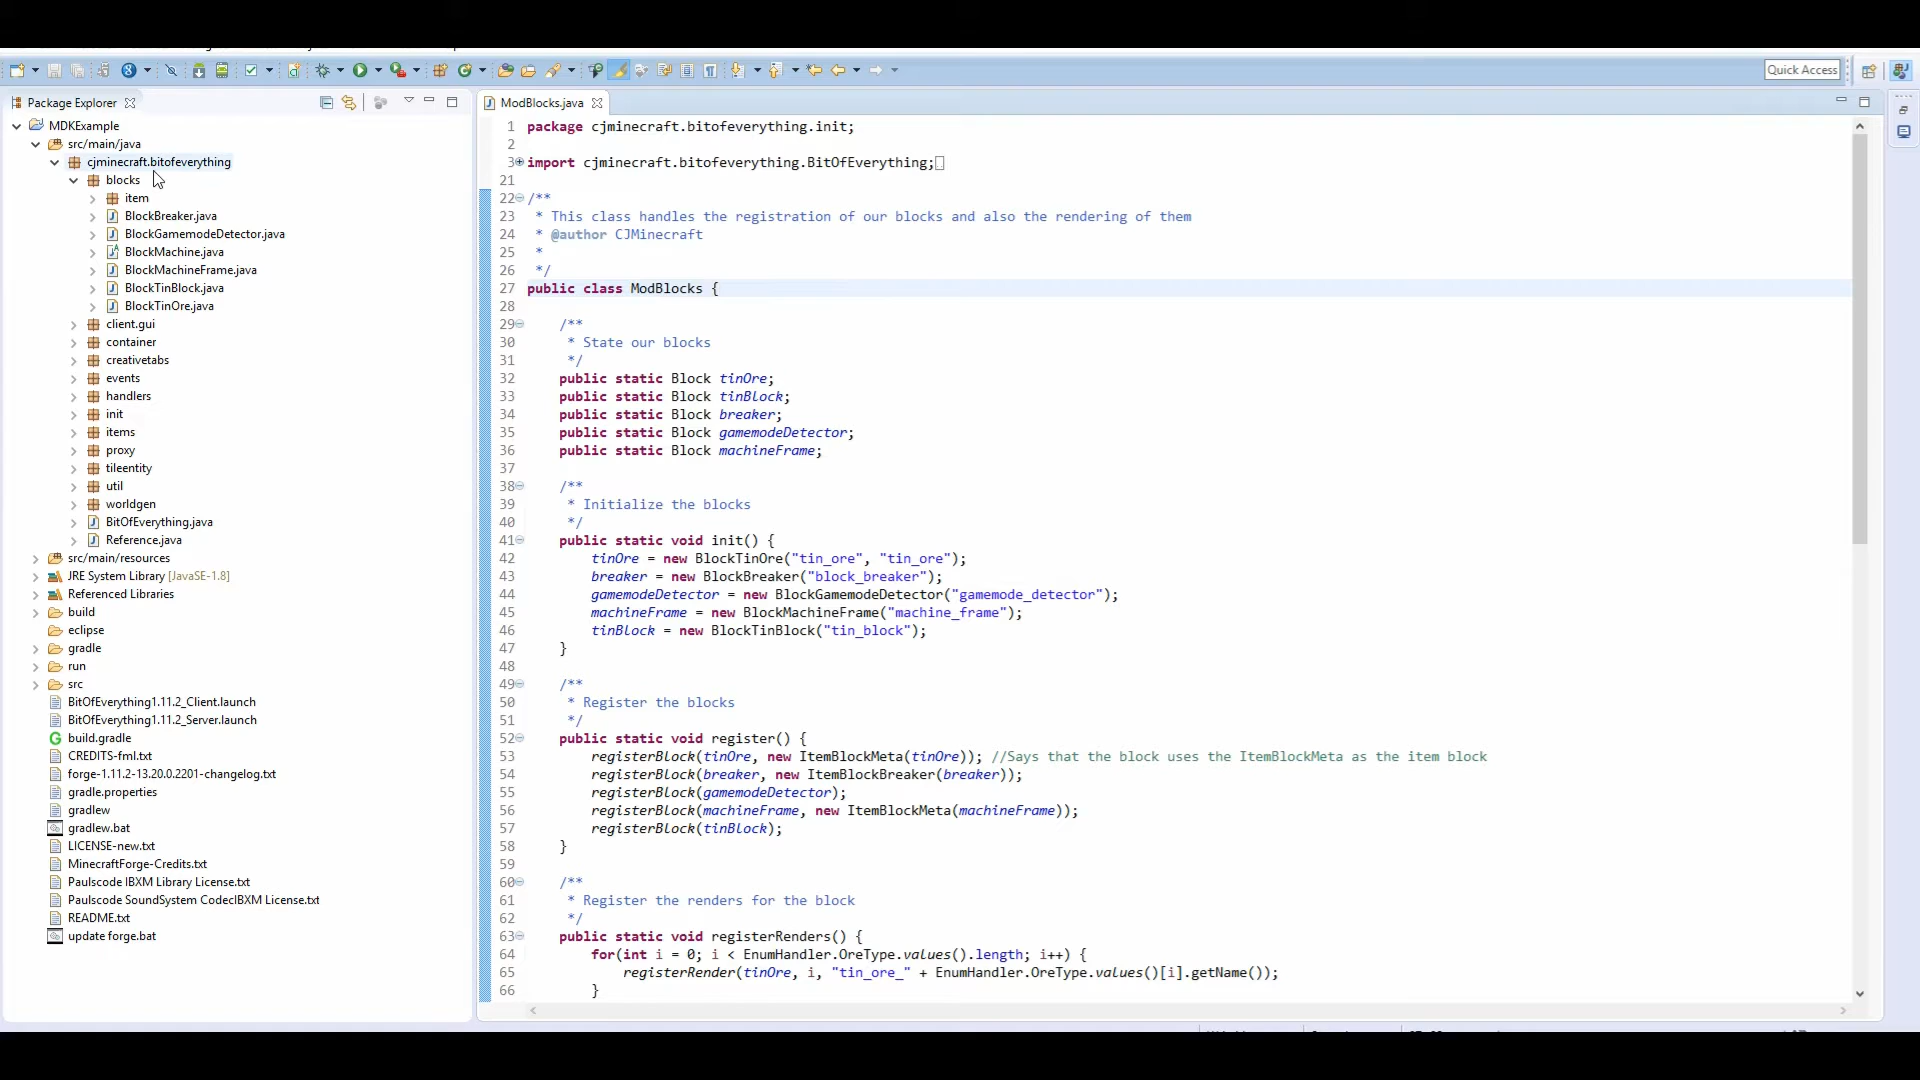 Quick Access
Package Explorer
MDKExample
src/main/java
cjminecraft.bitofeverything
blocks
item
BlockBreaker.java
BlockGamemodeDetector.java
BlockMachine.java
BlockMachineFrame.java
BlockTinBlock.java
BlockTinOre.java
client.gui
container
creativetabs
events
handlers
init
items
proxy
tileentity
util
worldgen
BitOfEverything.java
Reference.java
src/main/resources
JRE System Library [JavaSE-1.8]
Referenced Libraries
build
eclipse
gradle
run
src
BitOfEverything1.11.2_Client.launch
BitOfEverything1.11.2_Server.launch
build.gradle
CREDITS-fml.txt
forge-1.11.2-13.20.0.2201-changelog.txt
gradle.properties
gradlew
gradlew.bat
LICENSE-new.txt
MinecraftForge-Credits.txt
Paulscode IBXM Library License.txt
Paulscode SoundSystem CodecIBXM License.txt
README.txt
update forge.bat
ModBlocks.java
1 package cjminecraft.bitofeverything.init;
2
3 import cjminecraft.bitofeverything.BitOfEverything;
21
22 /**
23 * This class handles the registration of our blocks and also the rendering of them
24 * @author CJMinecraft
25 *
26 */
27 public class ModBlocks {
28
29 /**
30 * State our blocks
31 */
32 public static Block tinOre;
33 public static Block tinBlock;
34 public static Block breaker;
35 public static Block gamemodeDetector;
36 public static Block machineFrame;
37
38 /**
39 * Initialize the blocks
40 */
41 public static void init() {
42 tinOre = new BlockTinOre("tin_ore", "tin_ore");
43 breaker = new BlockBreaker("block_breaker");
44 gamemodeDetector = new BlockGamemodeDetector("gamemode_detector");
45 machineFrame = new BlockMachineFrame("machine_frame");
46 tinBlock = new BlockTinBlock("tin_block");
47 }
48
49 /**
50 * Register the blocks
51 */
52 public static void register() {
53 registerBlock(tinOre, new ItemBlockMeta(tinOre)); //Says that the block uses the ItemBlockMeta as the item block
54 registerBlock(breaker, new ItemBlockBreaker(breaker));
55 registerBlock(gamemodeDetector);
56 registerBlock(machineFrame, new ItemBlockMeta(machineFrame));
57 registerBlock(tinBlock);
58 }
59
60 /**
61 * Register the renders for the block
62 */
63 public static void registerRenders() {
64 for(int i = 0; i < EnumHandler.OreType.values().length; i++) {
65 registerRender(tinOre, i, "tin_ore_" + EnumHandler.OreType.values()[i].getName());
66 }